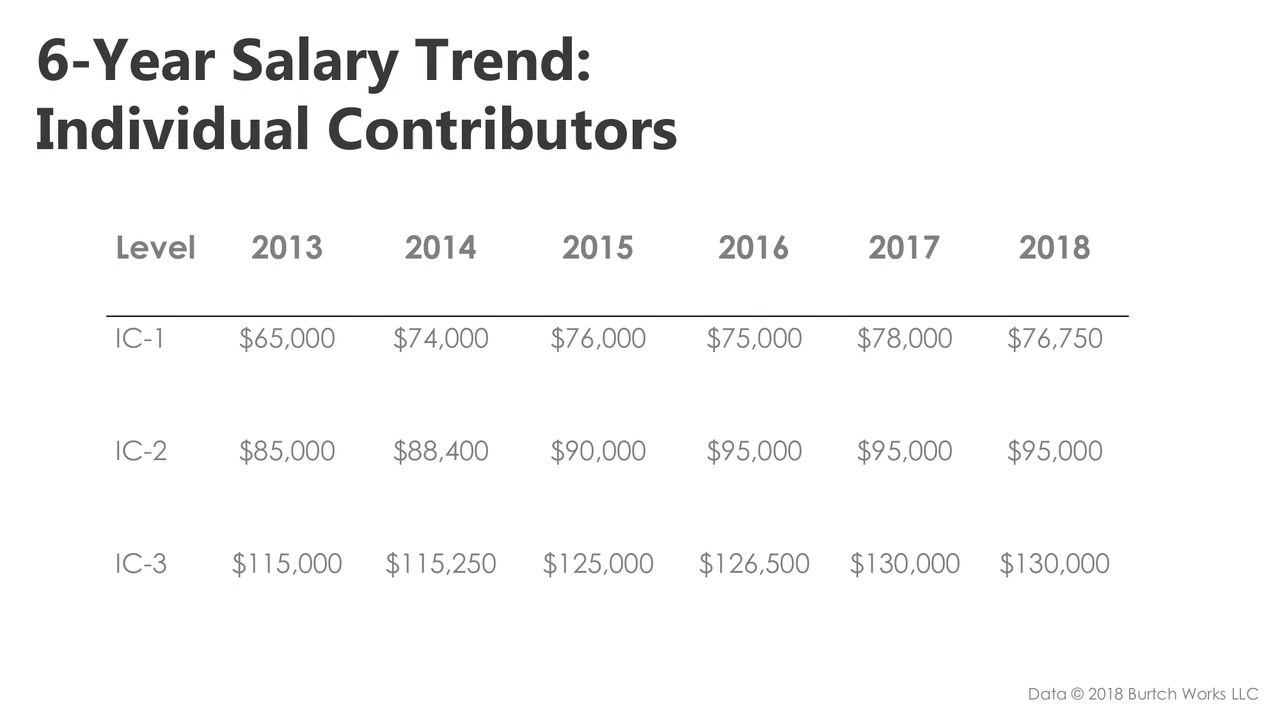 6-Year Salary Trend:
Individual Contributors
Level 2013 2014 2015 2016 2017 2018
IC-1 $65,000 $74,000 $76,000 $75,000 $78,000 $76,750
IC-2 $85,000 $88,400 $90,000 $95,000 $95,000 $95,000
IC-3 $115,000 $115,250 $125,000 $126,500 $130,000 $130,000
Data © 2018 Burtch Works LLC